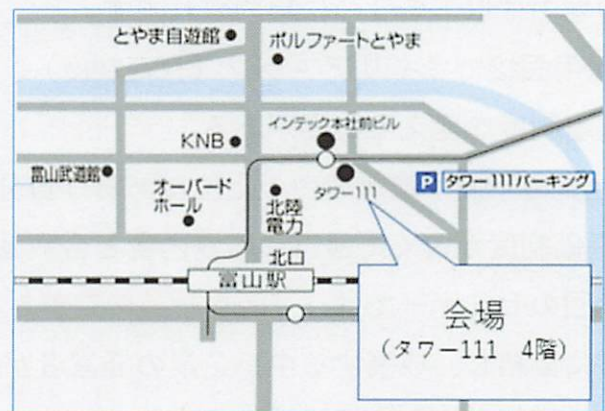 とやま自遊館
ボルファートとやま
インテック本社前ビル
KNB
富山武道館
オーバード
ホール
タワー111
P タワー111パーキング
北陸
電力
北口
富山駅
会場
(タワー111 4階)